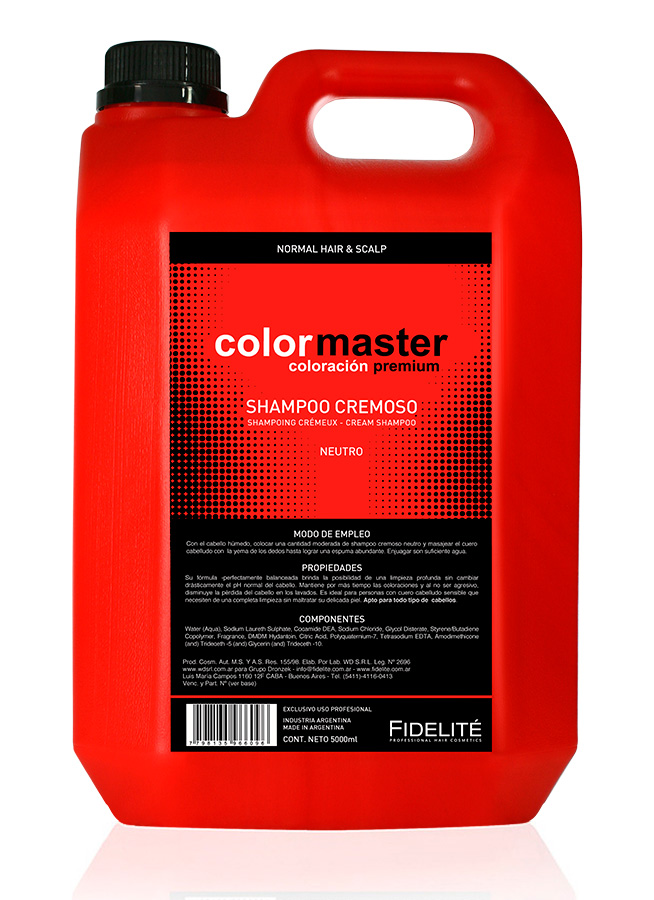 NORMAL HAIR & SCALP
colormaster
coloración premium
SHAMPOO CREMOSO
SHAMPOING CRÉMEUX - CREAM SHAMPOO
NEUTRO
MODO DE EMPLEO
Con el cabello húmedo, colocar una cantidad moderada de shampoo cremoso neutro y masajear el cuero
cabelludo con la yema de los dedos hasta lograr una espuma abundante. Enjuagar son suficiente agua.
PROPIEDADES
Su fórmula -perfectamente balanceada brinda la posibilidad de una limpieza profunda sin cambiar
drásticamente el pH normal del cabello. Mantiene por más tiempo las coloraciones y al no ser agresivo,
disminuye la pérdida del cabello en los lavados. Es ideal para personas con cuero cabelludo sensible que
necesiten de una completa limpieza sin maltratar su delicada piel. Apto para todo tipo de cabellos.
COMPONENTES
Water (Aqua), Sodium Laureth Sulphate, Cocamide DEA, Sodium Chloride, Glycol Disterate, Styrene/Butadiene
Copolymer, Fragrance, DMDM Hydantoin, Citric Acid, Polyquaternium-7, Tetrasodium EDTA, Amodimethicone
(and) Trideceth -5 (and) Glycerin (and) Trideceth -10.
Prod. Cosm. Aut. M.S. Y A.S. Res. 155/98. Elab. Por Lab. WD S.R.L. Leg. Nº 2696
www.wdsrl.com.ar para Grupo Dronzek - info@fidelite.com.ar - www.fidelite.com.ar
Luis María Campos 1160 12F CABA - Buenos Aires - Tel. (5411)-4116-0413
Venc. y Part. Nº (ver base)
EXCLUSIVO USO PROFESIONAL
INDUSTRIA ARGENTINA
MADE IN ARGENTINA
CONT. NETO 5000ml
7798135966096
FIDELITÉ
PROFESSIONAL HAIR COSMETICS